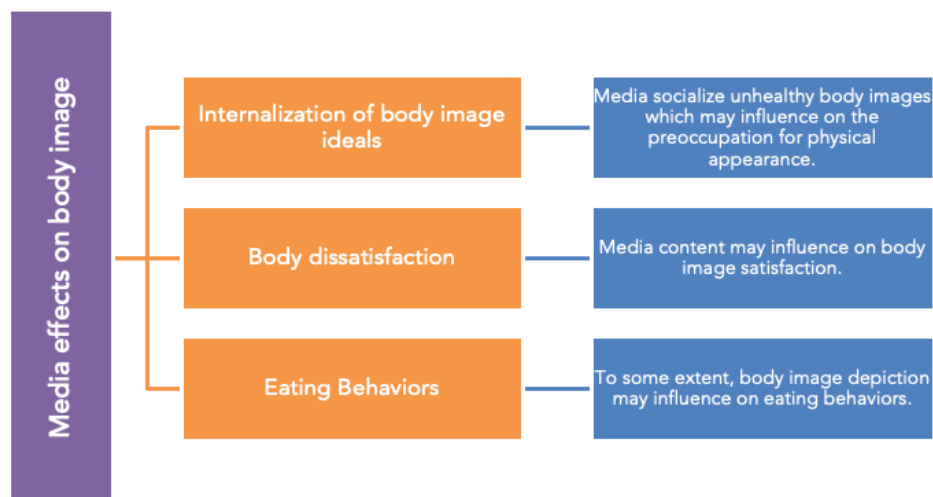 Media effects on body image
Internalization of body image
ideals
Media socialize unhealthy body images
which may influence on the
preoccupation for physical
appearance.
Body dissatisfaction
Media content may influence on body
image satisfaction.
Eating Behaviors
To some extent, body image depiction
may influence on eating behaviors.